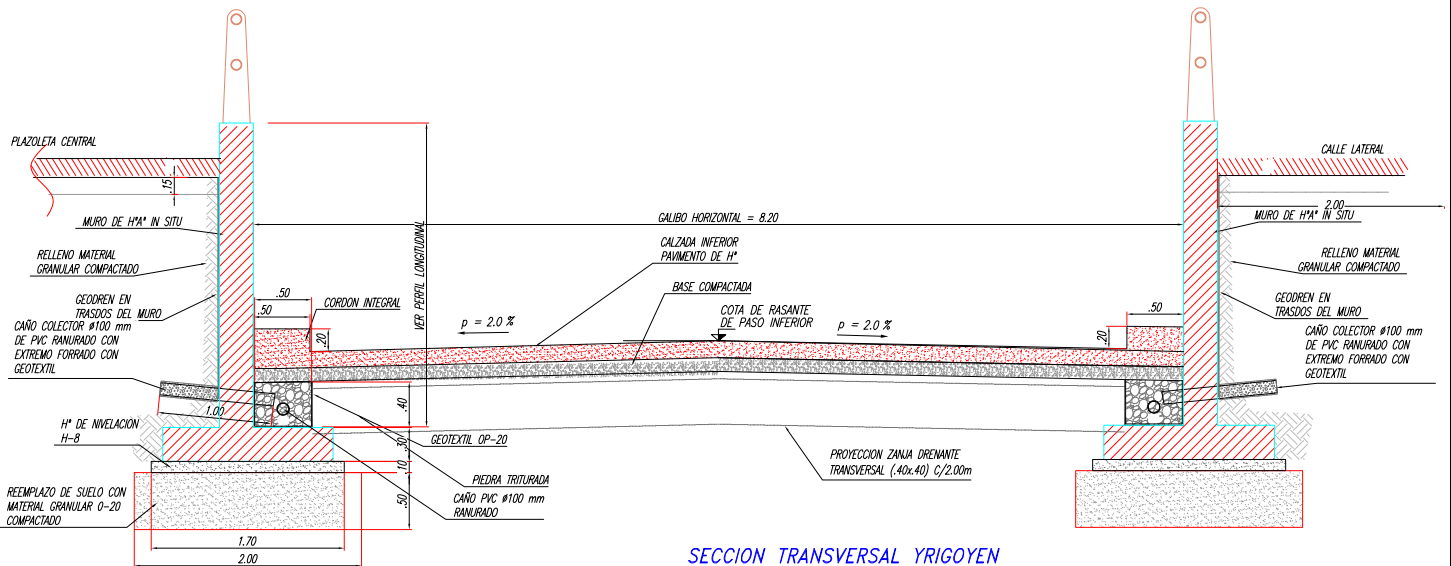 PLAZOLETA CENTRAL
.15
MURO DE H°A° IN SITU
RELLENO MATERIAL
GRANULAR COMPACTADO
GEODREN EN
TRASDOS DEL MURO
CAÑO COLECTOR Ø100 mm
DE PVC RANURADO CON
EXTREMO FORRADO CON
GEOTEXTIL
1.00
H° DE NIVELACION
H-8
REEMPLAZO DE SUELO CON
MATERIAL GRANULAR 0-20
COMPACTADO
1.70
2.00
.50
.50
CORDON INTEGRAL
.20
VER PERFIL LONGITUDINAL
GALIBO HORIZONTAL = 8.20
CALZADA INFERIOR
PAVIMENTO DE H°
BASE COMPACTADA
p = 2.0 %
COTA DE RASANTE
DE PASO INFERIOR
p = 2.0 %
.40
.30
.10
.50
GEOTEXTIL OP-20
PIEDRA TRITURADA
CAÑO PVC Ø100 mm
RANURADO
PROYECCION ZANJA DRENANTE
TRANSVERSAL (.40x.40) C/2.00m
.50
.20
CALLE LATERAL
2.00
MURO DE H°A° IN SITU
RELLENO MATERIAL
GRANULAR COMPACTADO
GEODREN EN
TRASDOS DEL MURO
CAÑO COLECTOR Ø100 mm
DE PVC RANURADO CON
EXTREMO FORRADO CON
GEOTEXTIL
SECCION TRANSVERSAL YRIGOYEN